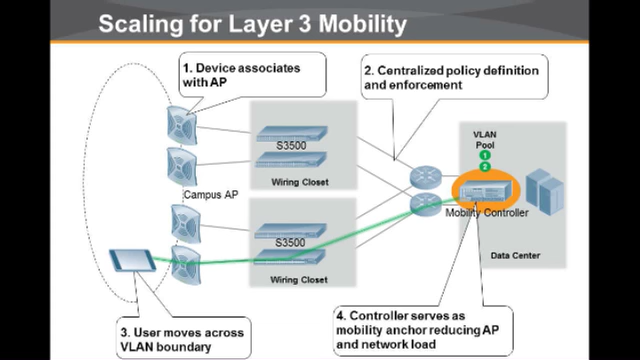 Scaling for Layer 3 Mobility
1. Device associates
with AP
2. Centralized policy definition
and enforcement
VLAN
Pool
1
2
S3500
Wiring Closet
Campus AP
Mobility Controller
S3500
Wiring Closet
Data Center
3. User moves across
VLAN boundary
4. Controller serves as
mobility anchor reducing AP
and network load